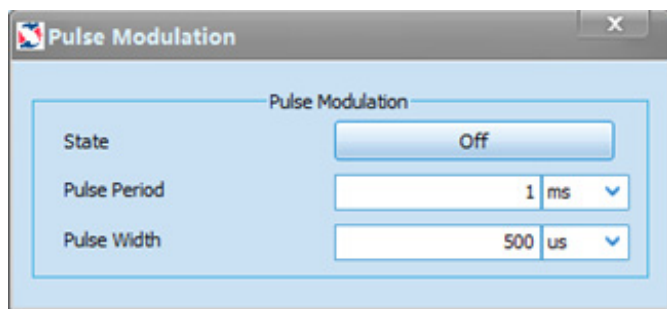 Pulse Modulation
Pulse Modulation
State Off
Pulse Period 1 ms
Pulse Width 500 us